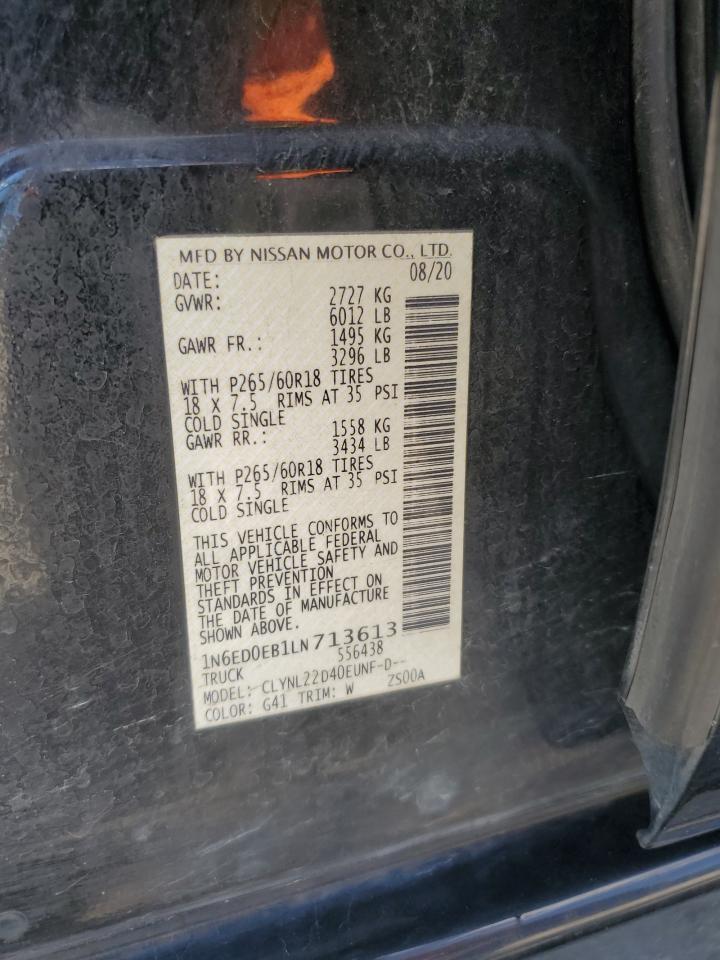 MFD BY NISSAN MOTOR CO., LTD.
DATE: 08/20
GVWR: 2727 KG
6012 LB
GAWR FR.: 1495 KG
3296 LB
WITH P265/60R18 TIRES
18 X 7.5 RIMS AT 35 PSI
COLD SINGLE
GAWR RR.: 1558 KG
3434 LB
WITH P265/60R18 TIRES
18 X 7.5 RIMS AT 35 PSI
COLD SINGLE
THIS VEHICLE CONFORMS TO
ALL APPLICABLE FEDERAL
MOTOR VEHICLE SAFETY AND
THEFT PREVENTION
STANDARDS IN EFFECT ON
THE DATE OF MANUFACTURE
SHOWN ABOVE.
1N6ED0EB1LN713613
TRUCK 556438
MODEL: CLYNL22D40EUNF-D--
COLOR: G41 TRIM: W ZS00A